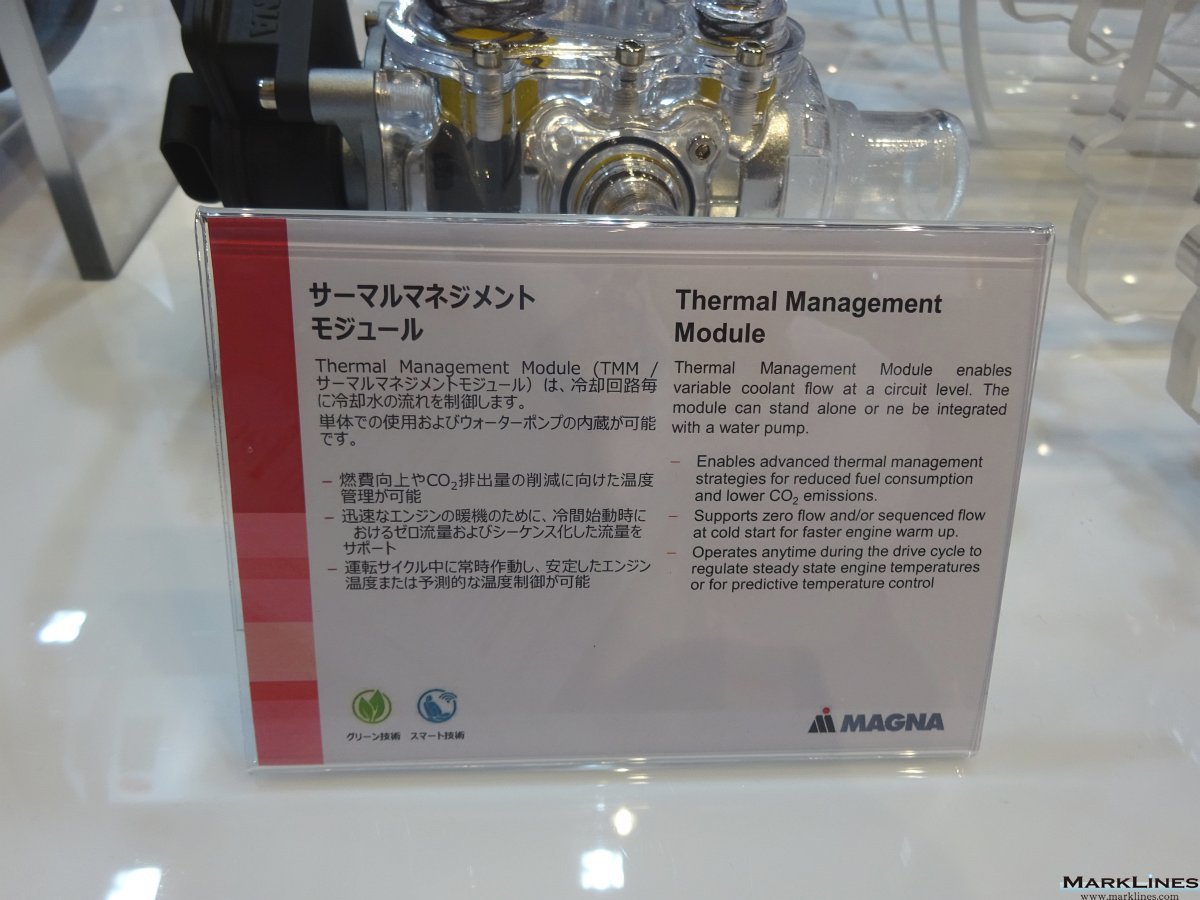 サーマルマネジメント
モジュール
Thermal Management Module (TMM /
サーマルマネジメントモジュール）は、冷却回路毎
に冷却水の流れを制御します。
単体での使用およびウォーターポンプの内蔵が可能
です。
– 燃費向上やCO2排出量の削減に向けた温度
管理が可能
– 迅速なエンジンの暖機のために、冷間始動時に
おけるゼロ流量およびシーケンス化した流量を
サポート
– 運転サイクル中に常時作動し、安定したエンジン
温度または予測的な温度制御が可能
グリーン技術 スマート技術
Thermal Management
Module
Thermal Management Module enables
variable coolant flow at a circuit level. The
module can stand alone or ne be integrated
with a water pump.
– Enables advanced thermal management
strategies for reduced fuel consumption
and lower CO2 emissions.
– Supports zero flow and/or sequenced flow
at cold start for faster engine warm up.
– Operates anytime during the drive cycle to
regulate steady state engine temperatures
or for predictive temperature control
MAGNA
MARKLINES
www.marklines.com